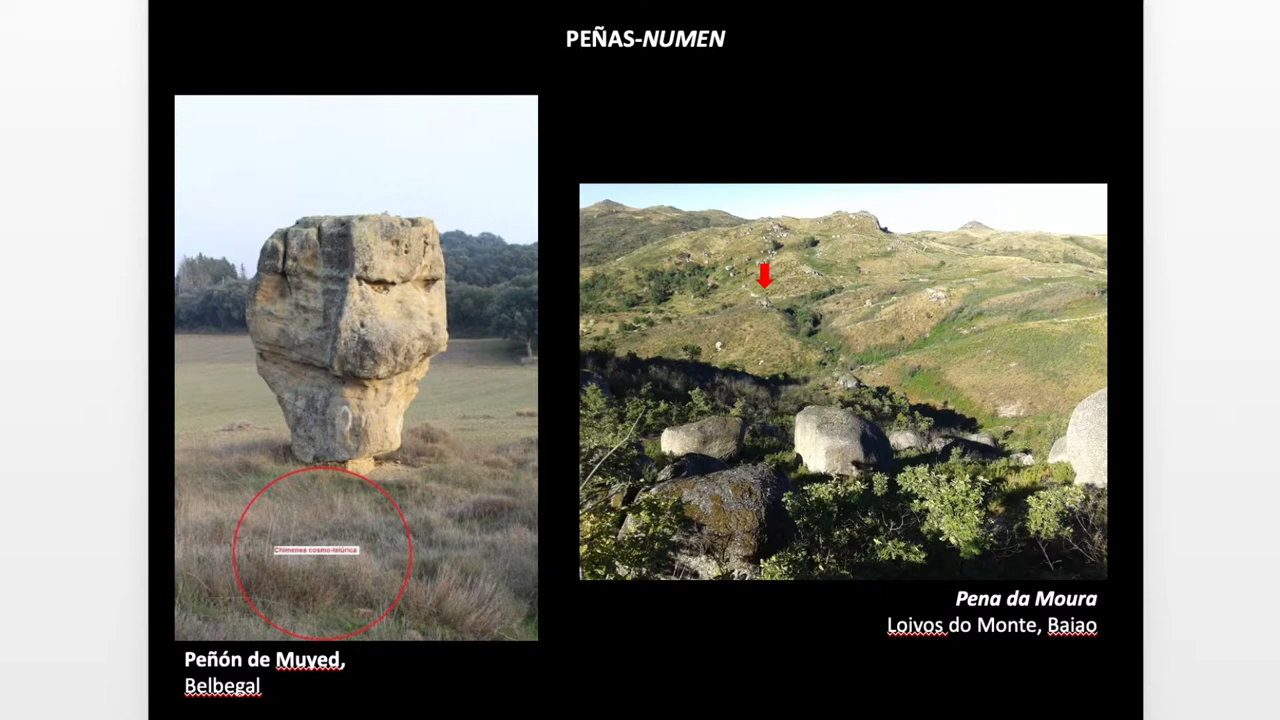 PEÑAS-NUMEN
Chimenea cosmo-telúrica
Peñón de Muyed,
Belbegal
Pena da Moura
Loivos do Monte, Baiao